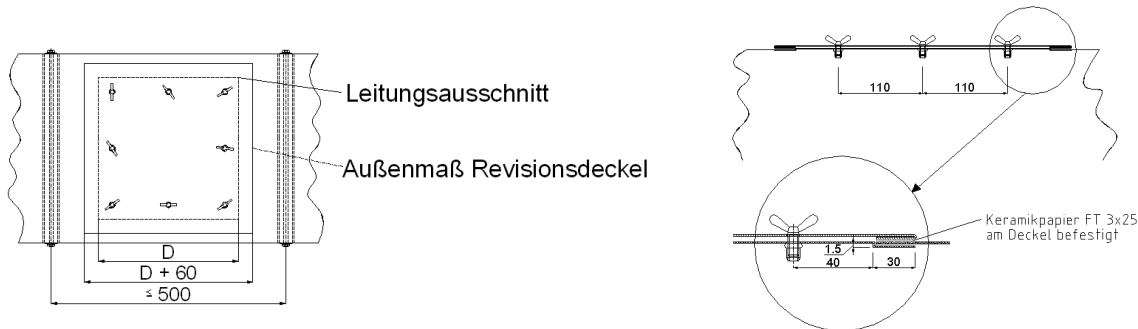 Leitungsausschnitt
Außenmaß Revisionsdeckel
D
D + 60
≤ 500
110 110
Keramikpapier FT 3x25
am Deckel befestigt
1.5
40 30